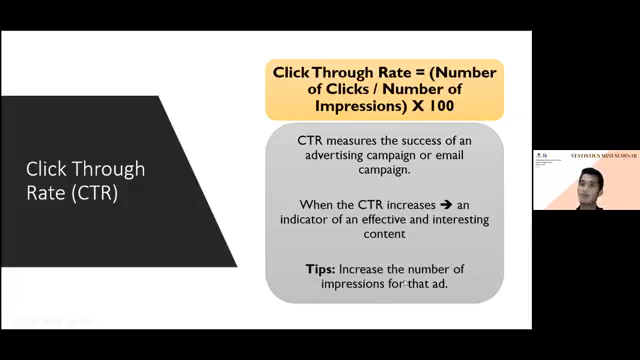 Click Through Rate = (Number
of Clicks / Number of
Impressions) X 100
Click Through
Rate (CTR)
CTR measures the success of an
advertising campaign or email
campaign.
When the CTR increases → an
indicator of an effective and interesting
content
Tips: Increase the number of
impressions for that ad.
STATISTICS MINI SEMINAR